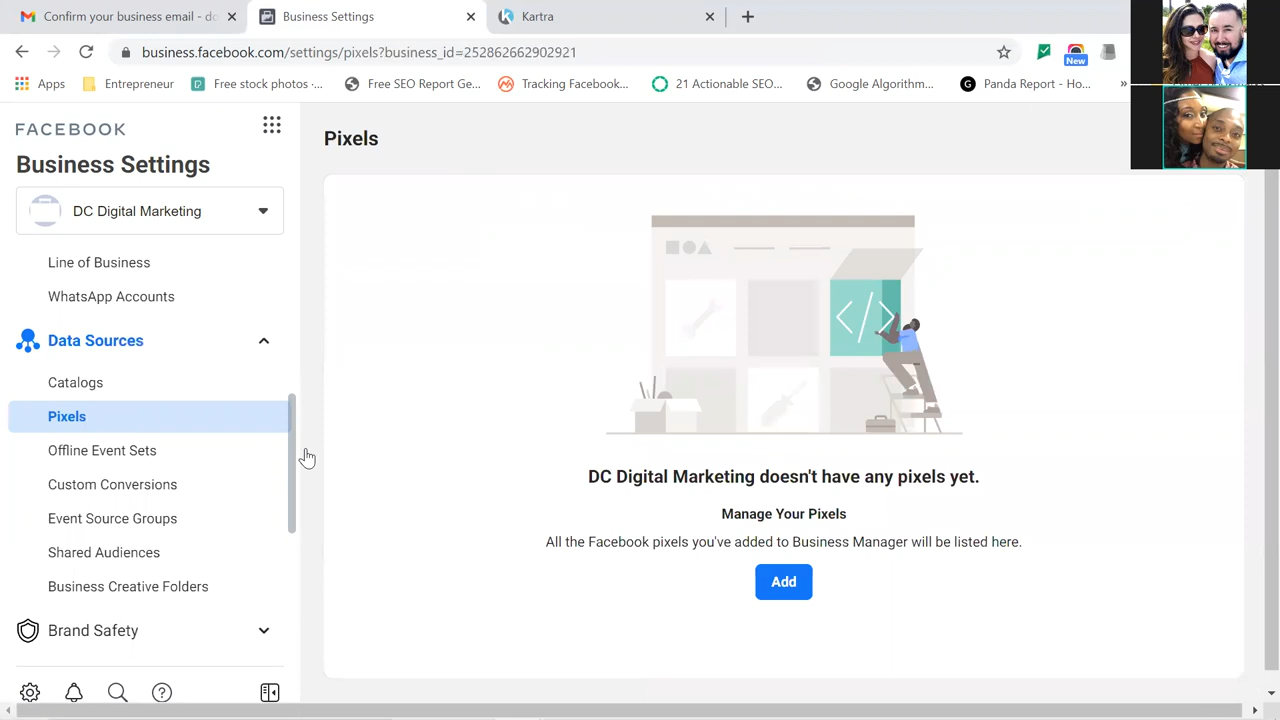 Confirm your business email - do
Business Settings
Kartra
business.facebook.com/settings/pixels?business_id=252862662902921
New
Apps
Entrepreneur
Free stock photos ·...
Free SEO Report Ge...
Tracking Facebook...
21 Actionable SEO...
Google Algorithm...
Panda Report - Ho...
»
FACEBOOK
Business Settings
DC Digital Marketing
Line of Business
WhatsApp Accounts
Data Sources
Catalogs
Pixels
Offline Event Sets
Custom Conversions
Event Source Groups
Shared Audiences
Business Creative Folders
Brand Safety
Pixels
DC Digital Marketing doesn't have any pixels yet.
Manage Your Pixels
All the Facebook pixels you've added to Business Manager will be listed here.
Add